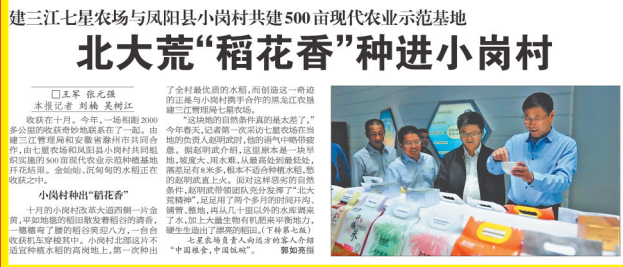 建三江七星农场与凤阳县小岗村共建500亩现代农业示范基地
北大荒“稻花香”种进小岗村
□王军 张元强
本报记者 刘楠 吴树江
收获在十月。今年,一场相距2000
多公里的收获奇妙地联系在了一起。由
建三江管理局和安徽省滁州市共同合
作,由七星农场和凤阳县小岗村共同组
织实施的500亩现代农业示范种植基地
开花结果。金灿灿、沉甸甸的水稻正在
收获之中。
小岗村种出“稻花香”
十月的小岗村改革大道西侧一片金
黄,平如地毯的稻田散发着稻谷的清香,
一穗穗弯了腰的稻谷笑迎八方,一台台
收获机车穿梭其中。小岗村北部这片不
适宜种植水稻的高岗地上,第一次种出
了全村最优质的水稻,而创造这一奇迹
的正是与小岗村携手合作的黑龙江农垦
建三江管理局七星农场。
“这块地的自然条件真的是太差了,”
今年春天,记者第一次采访七星农场在当
地的负责人赵明武时,他的语气中略带疲
惫。据赵明武介绍,这里原本是一块旱
地,坡度大,用水难,从最高处到最低处,
落差足有8米多,根本不适合种植水稻,愁
的赵明武直上火。面对这样恶劣的自然
条件,赵明武带领团队充分发挥了“北大
荒精神”,足足用了两个多月的时间开沟、
铺管、整地,再从几十里以外的水库调来
了水,加上大量生物有机肥来平衡地力,
硬生生造出了漂亮的稻田。(下转第七版)
七星农场负责人向远方的客人介绍
“中国粮食,中国饭碗”。 郭如亮摄